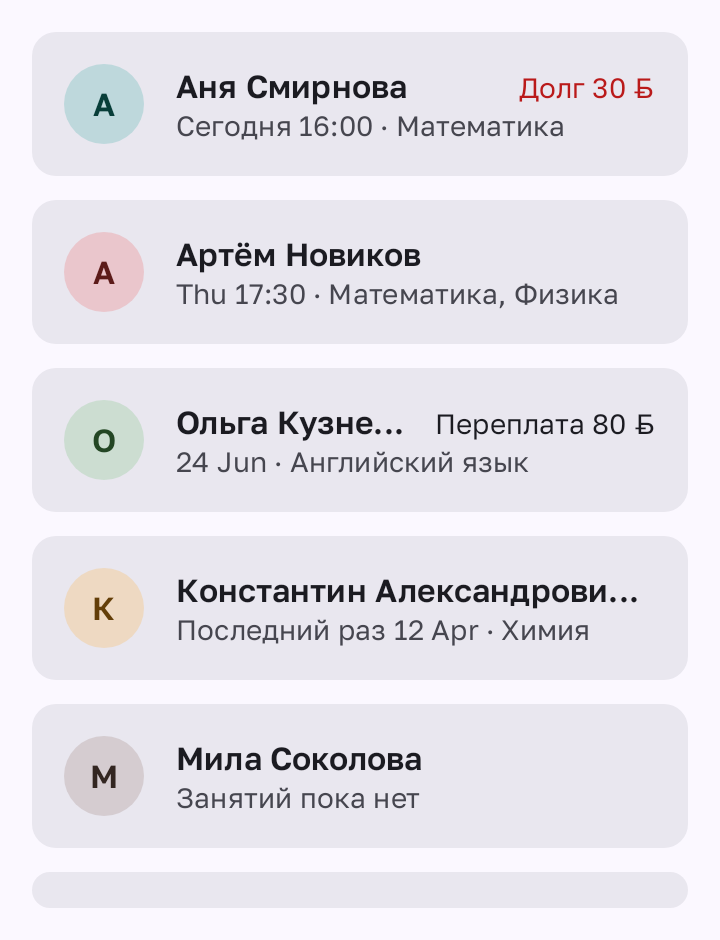 А
Аня Смирнова
Долг 30 Ƃ
Сегодня 16:00 · Математика
А
Артём Новиков
Thu 17:30 · Математика, Физика
О
Ольга Кузне...
Переплата 80 Ƃ
24 Jun · Английский язык
К
Константин Александрови...
Последний раз 12 Apr · Химия
М
Мила Соколова
Занятий пока нет